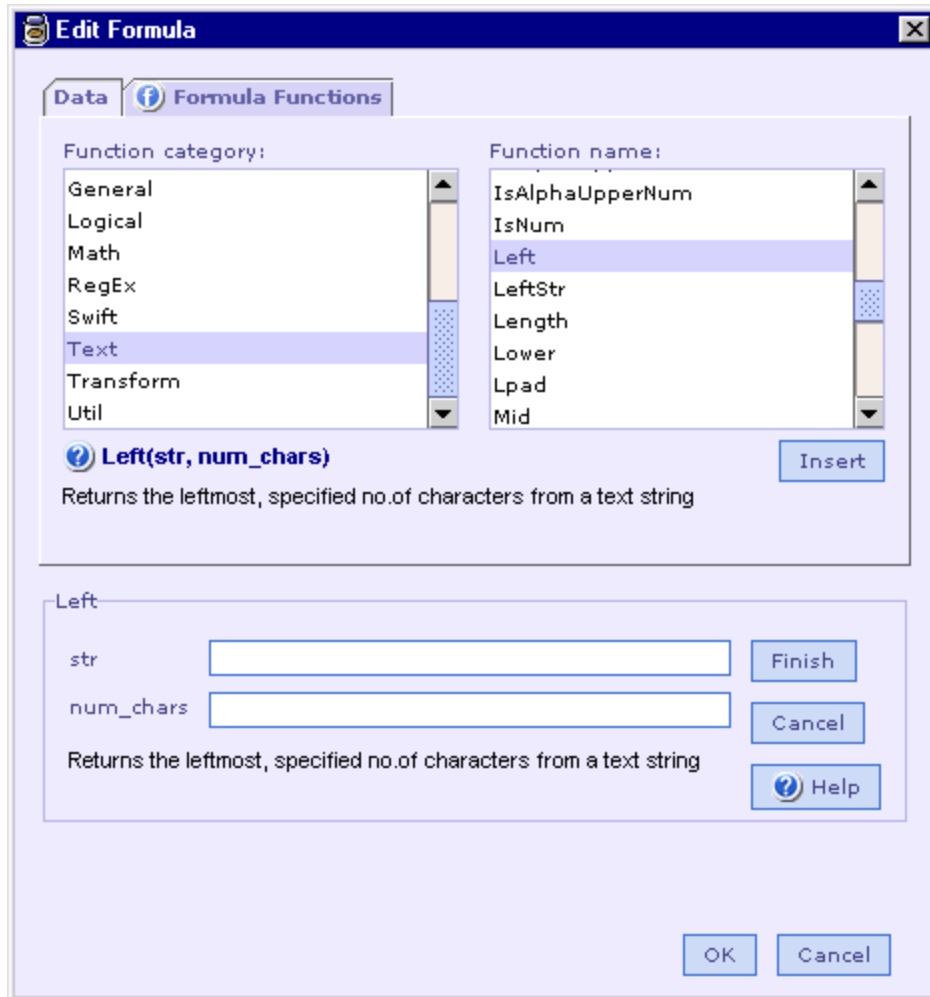 Edit Formula
Data
Formula Functions
Function category:
General
Logical
Math
RegEx
Swift
Text
Transform
Util
Function name:
IsAlphaUpperNum
IsNum
Left
LeftStr
Length
Lower
Lpad
Mid
Left(str, num_chars)
Insert
Returns the leftmost, specified no.of characters from a text string
Left
str
Finish
num_chars
Cancel
Returns the leftmost, specified no.of characters from a text string
Help
OK
Cancel